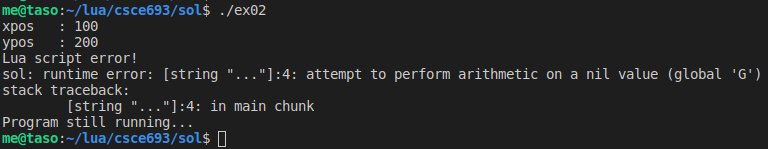 me@taso:~/lua/csce693/sol$ ./ex02
xpos   : 100
ypos   : 200
Lua script error!
sol: runtime error: [string "..."]:4: attempt to perform arithmetic on a nil value (global 'G')
stack traceback:
        [string "..."]:4: in main chunk
Program still running...
me@taso:~/lua/csce693/sol$